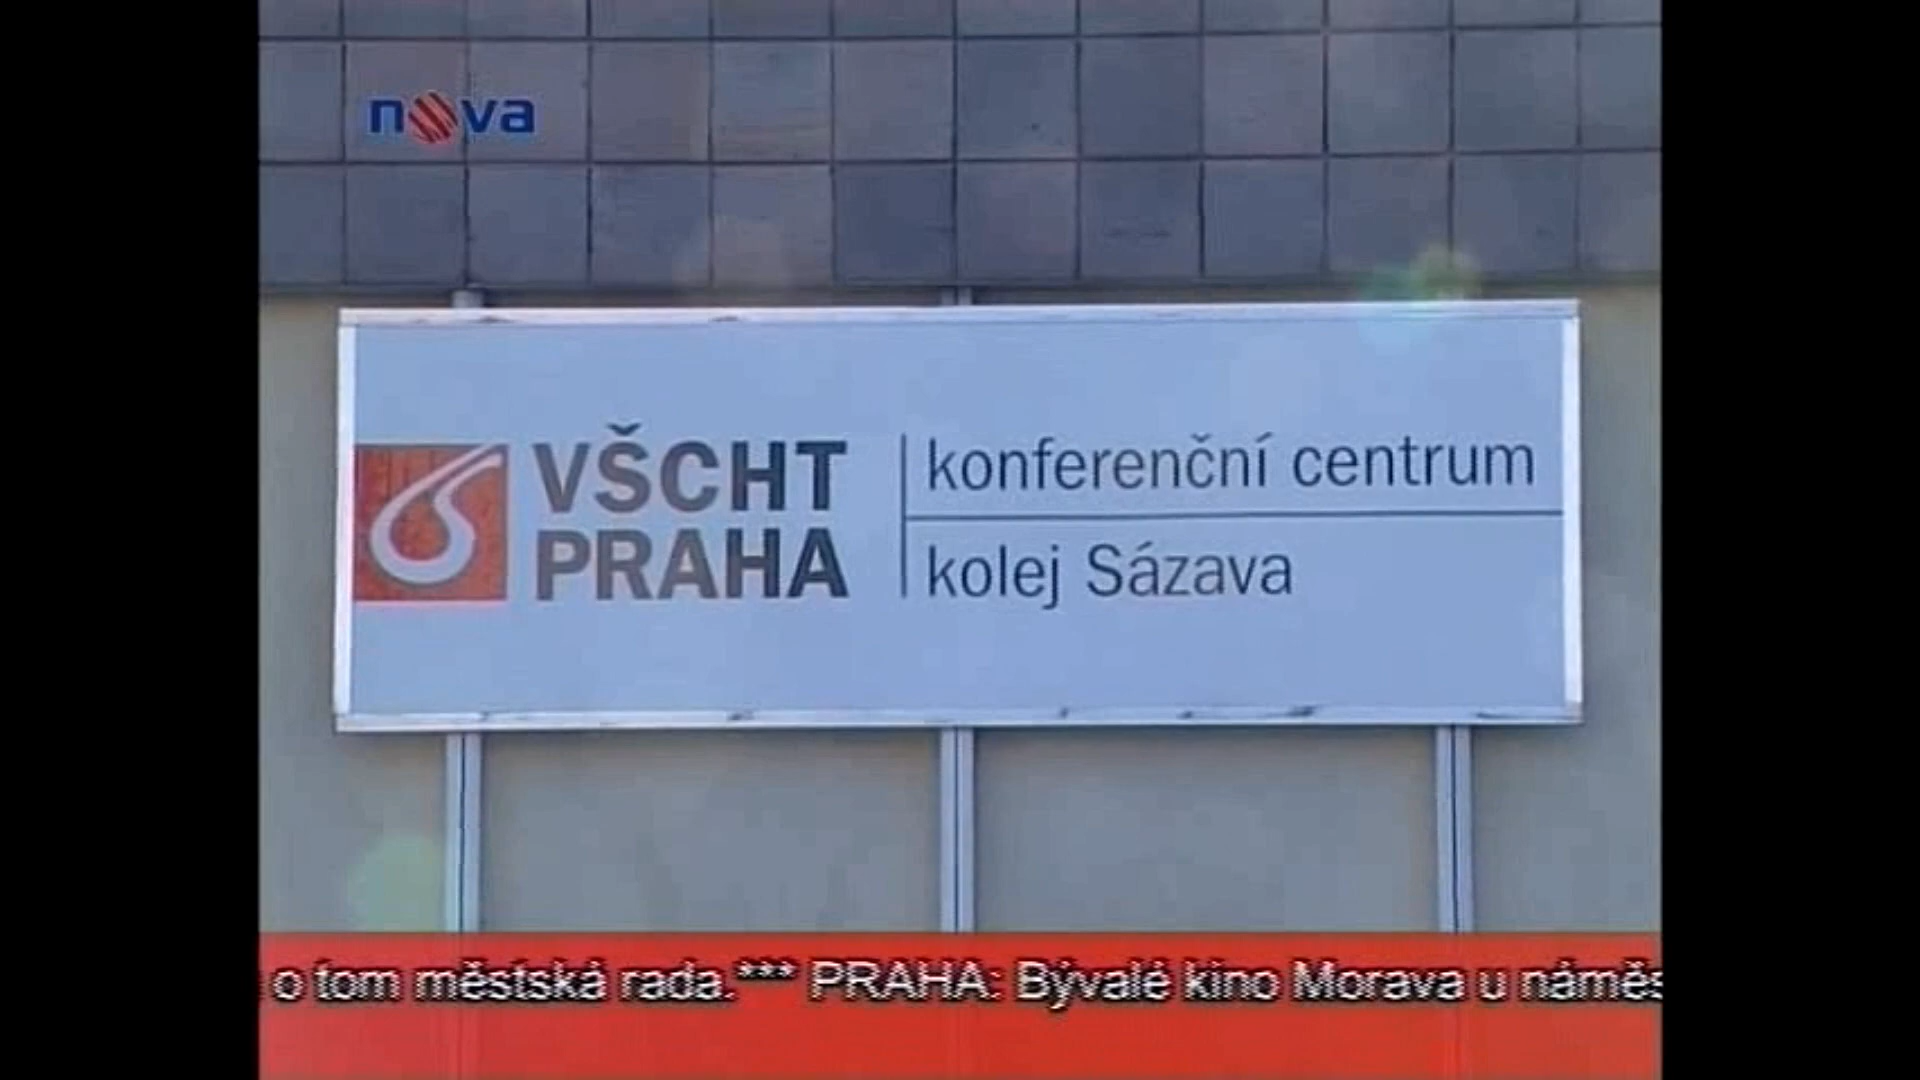 nova
VŠCHT
PRAHA
konferenční centrum
kolej Sázava
o tom městská rada.*** PRAHA: Bývalé kino Morava u náměs